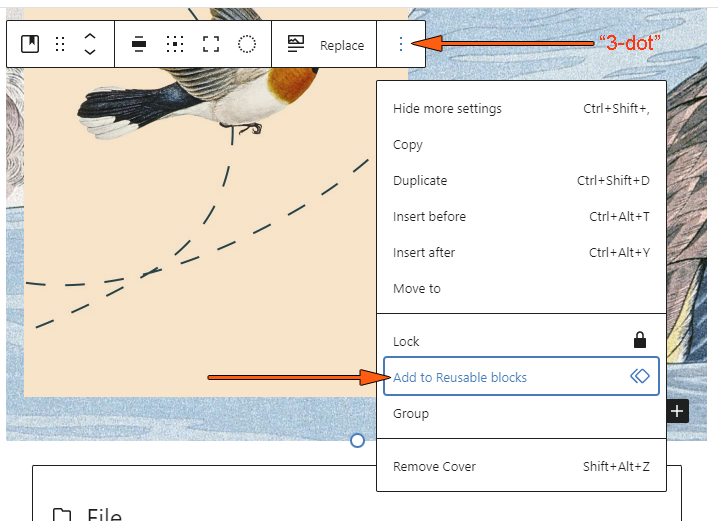 Replace
“3-dot”
Hide more settings Ctrl+Shift+,
Copy
Duplicate Ctrl+Shift+D
Insert before Ctrl+Alt+T
Insert after Ctrl+Alt+Y
Move to
Lock
Add to Reusable blocks
Group
Remove Cover Shift+Alt+Z
File